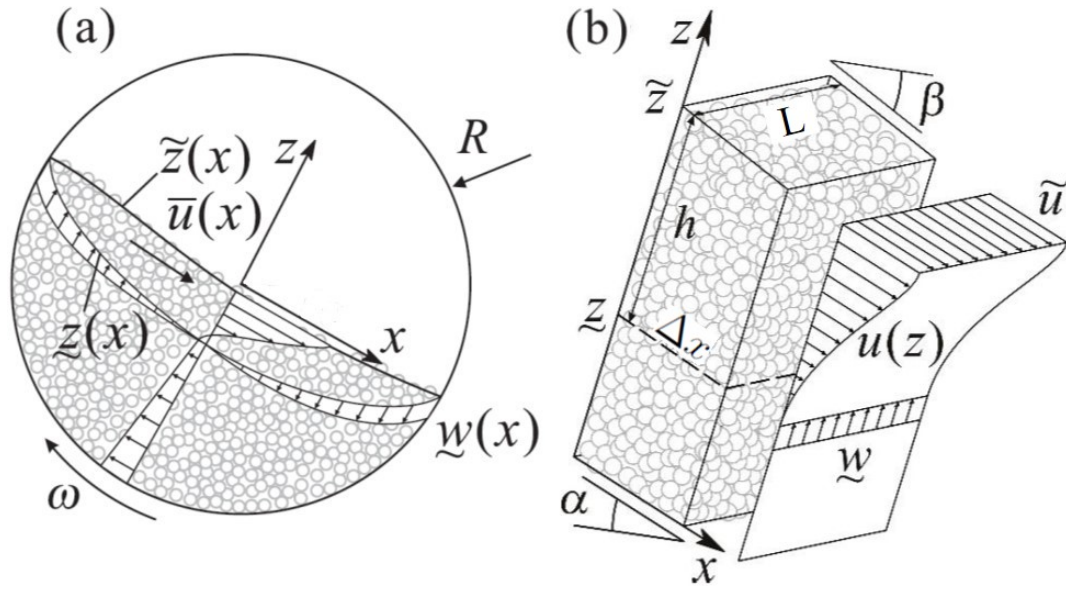 (a)
z̃(x)
ū(x)
z
R
z̰(x)
x
w̰(x)
ω
(b)
z
z̃
L
β
h
ũ
z̰
Δx
u(z)
w̰
α
x